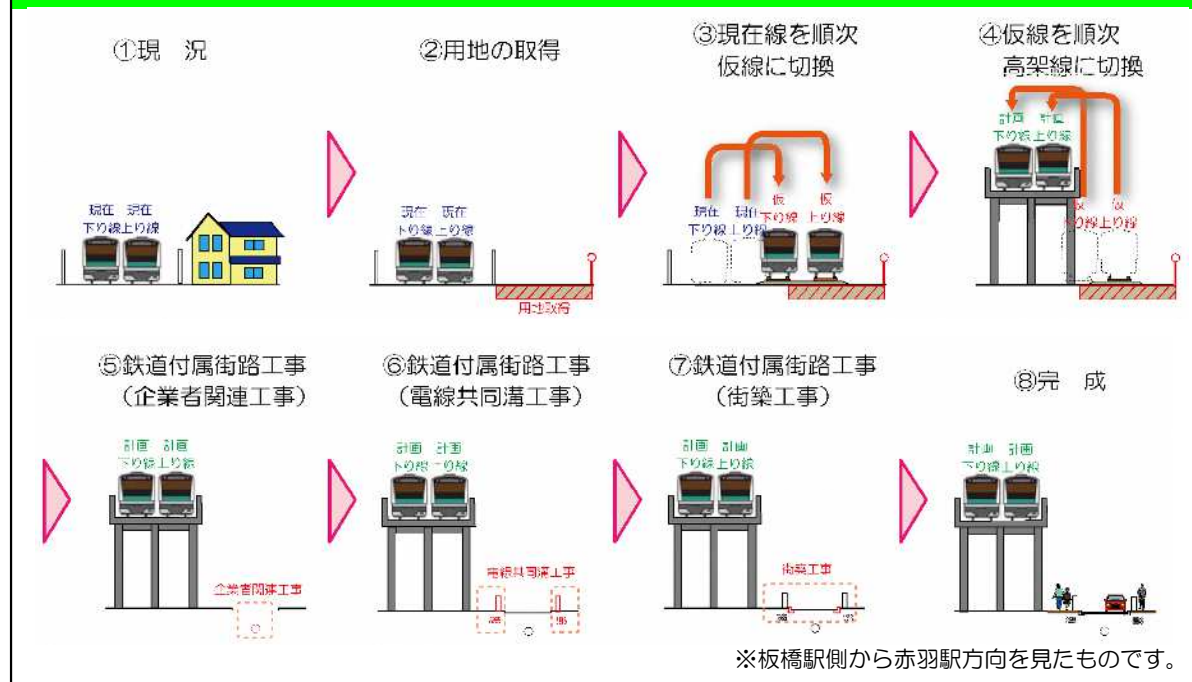 ①現　況
②用地の取得
③現在線を順次
仮線に切換
④仮線を順次
高架線に切換
現在 現在
下り線 上り線
現在 現在
下り線 上り線
用地取得
現在 現在
下り線 上り線
仮 仮
下り線 上り線
計画 計画
下り線 上り線
仮 仮
下り線 上り線
⑤鉄道付属街路工事
（企業者関連工事）
⑥鉄道付属街路工事
（電線共同溝工事）
⑦鉄道付属街路工事
（街築工事）
⑧完　成
計画 計画
下り線 上り線
企業者関連工事
計画 計画
下り線 上り線
電線共同溝工事
計画 計画
下り線 上り線
街築工事
計画 計画
下り線 上り線
※板橋駅側から赤羽駅方向を見たものです。